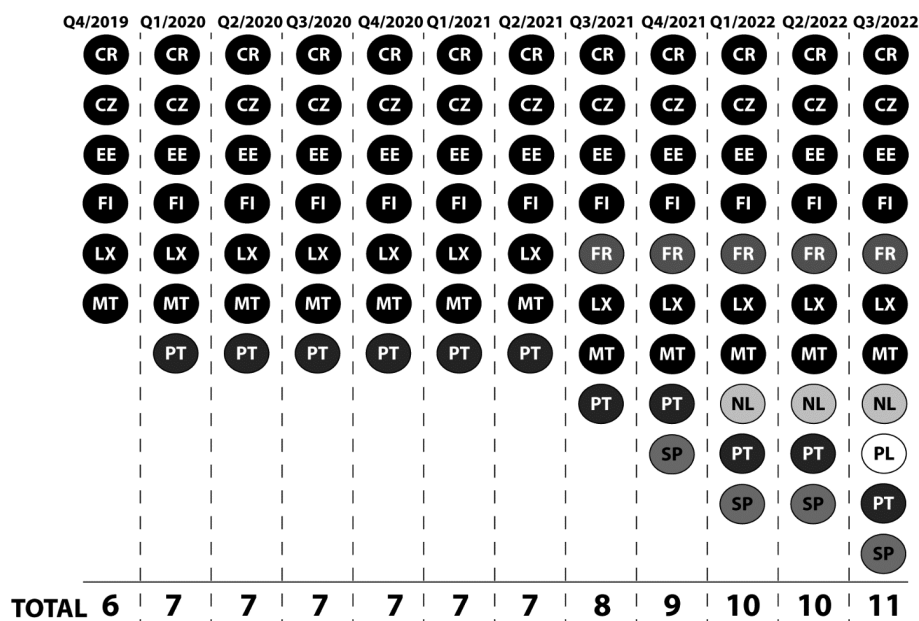 Q4/2019 Q1/2020 Q2/2020 Q3/2020 Q4/2020 Q1/2021 Q2/2021 Q3/2021 Q4/2021 Q1/2022 Q2/2022 Q3/2022
CR CR CR CR CR CR CR CR CR CR CR CR
CZ CZ CZ CZ CZ CZ CZ CZ CZ CZ CZ CZ
EE EE EE EE EE EE EE EE EE EE EE EE
FI FI FI FI FI FI FI FI FI FI FI FI
LX LX LX LX LX LX LX FR FR FR FR FR
MT MT MT MT MT MT MT LX LX LX LX LX
PT PT PT PT PT PT MT MT MT MT MT
PT PT NL NL NL
SP PT PT PL
SP SP PT
SP
TOTAL 6 7 7 7 7 7 7 8 9 10 10 11